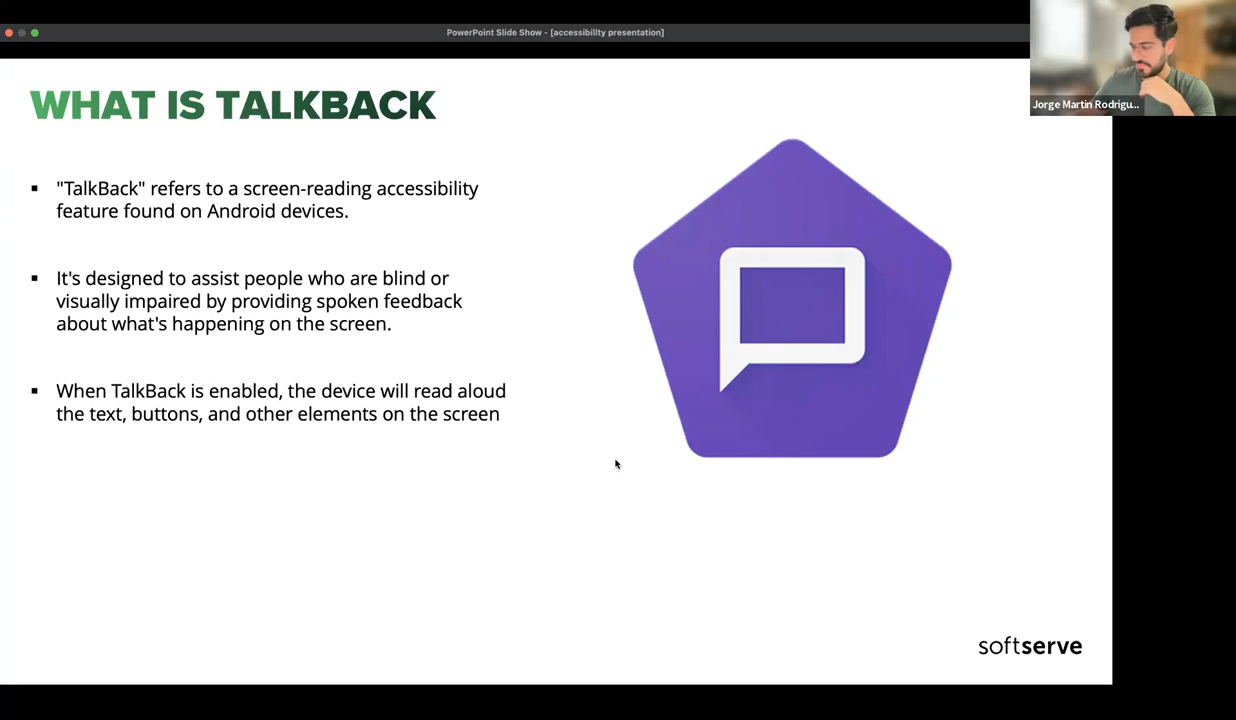 PowerPoint Slide Show - [accessibility presentation]
Jorge Martin Rodrigu...
WHAT IS TALKBACK
▪ "TalkBack" refers to a screen-reading accessibility
feature found on Android devices.
▪ It's designed to assist people who are blind or
visually impaired by providing spoken feedback
about what's happening on the screen.
▪ When TalkBack is enabled, the device will read aloud
the text, buttons, and other elements on the screen
softserve